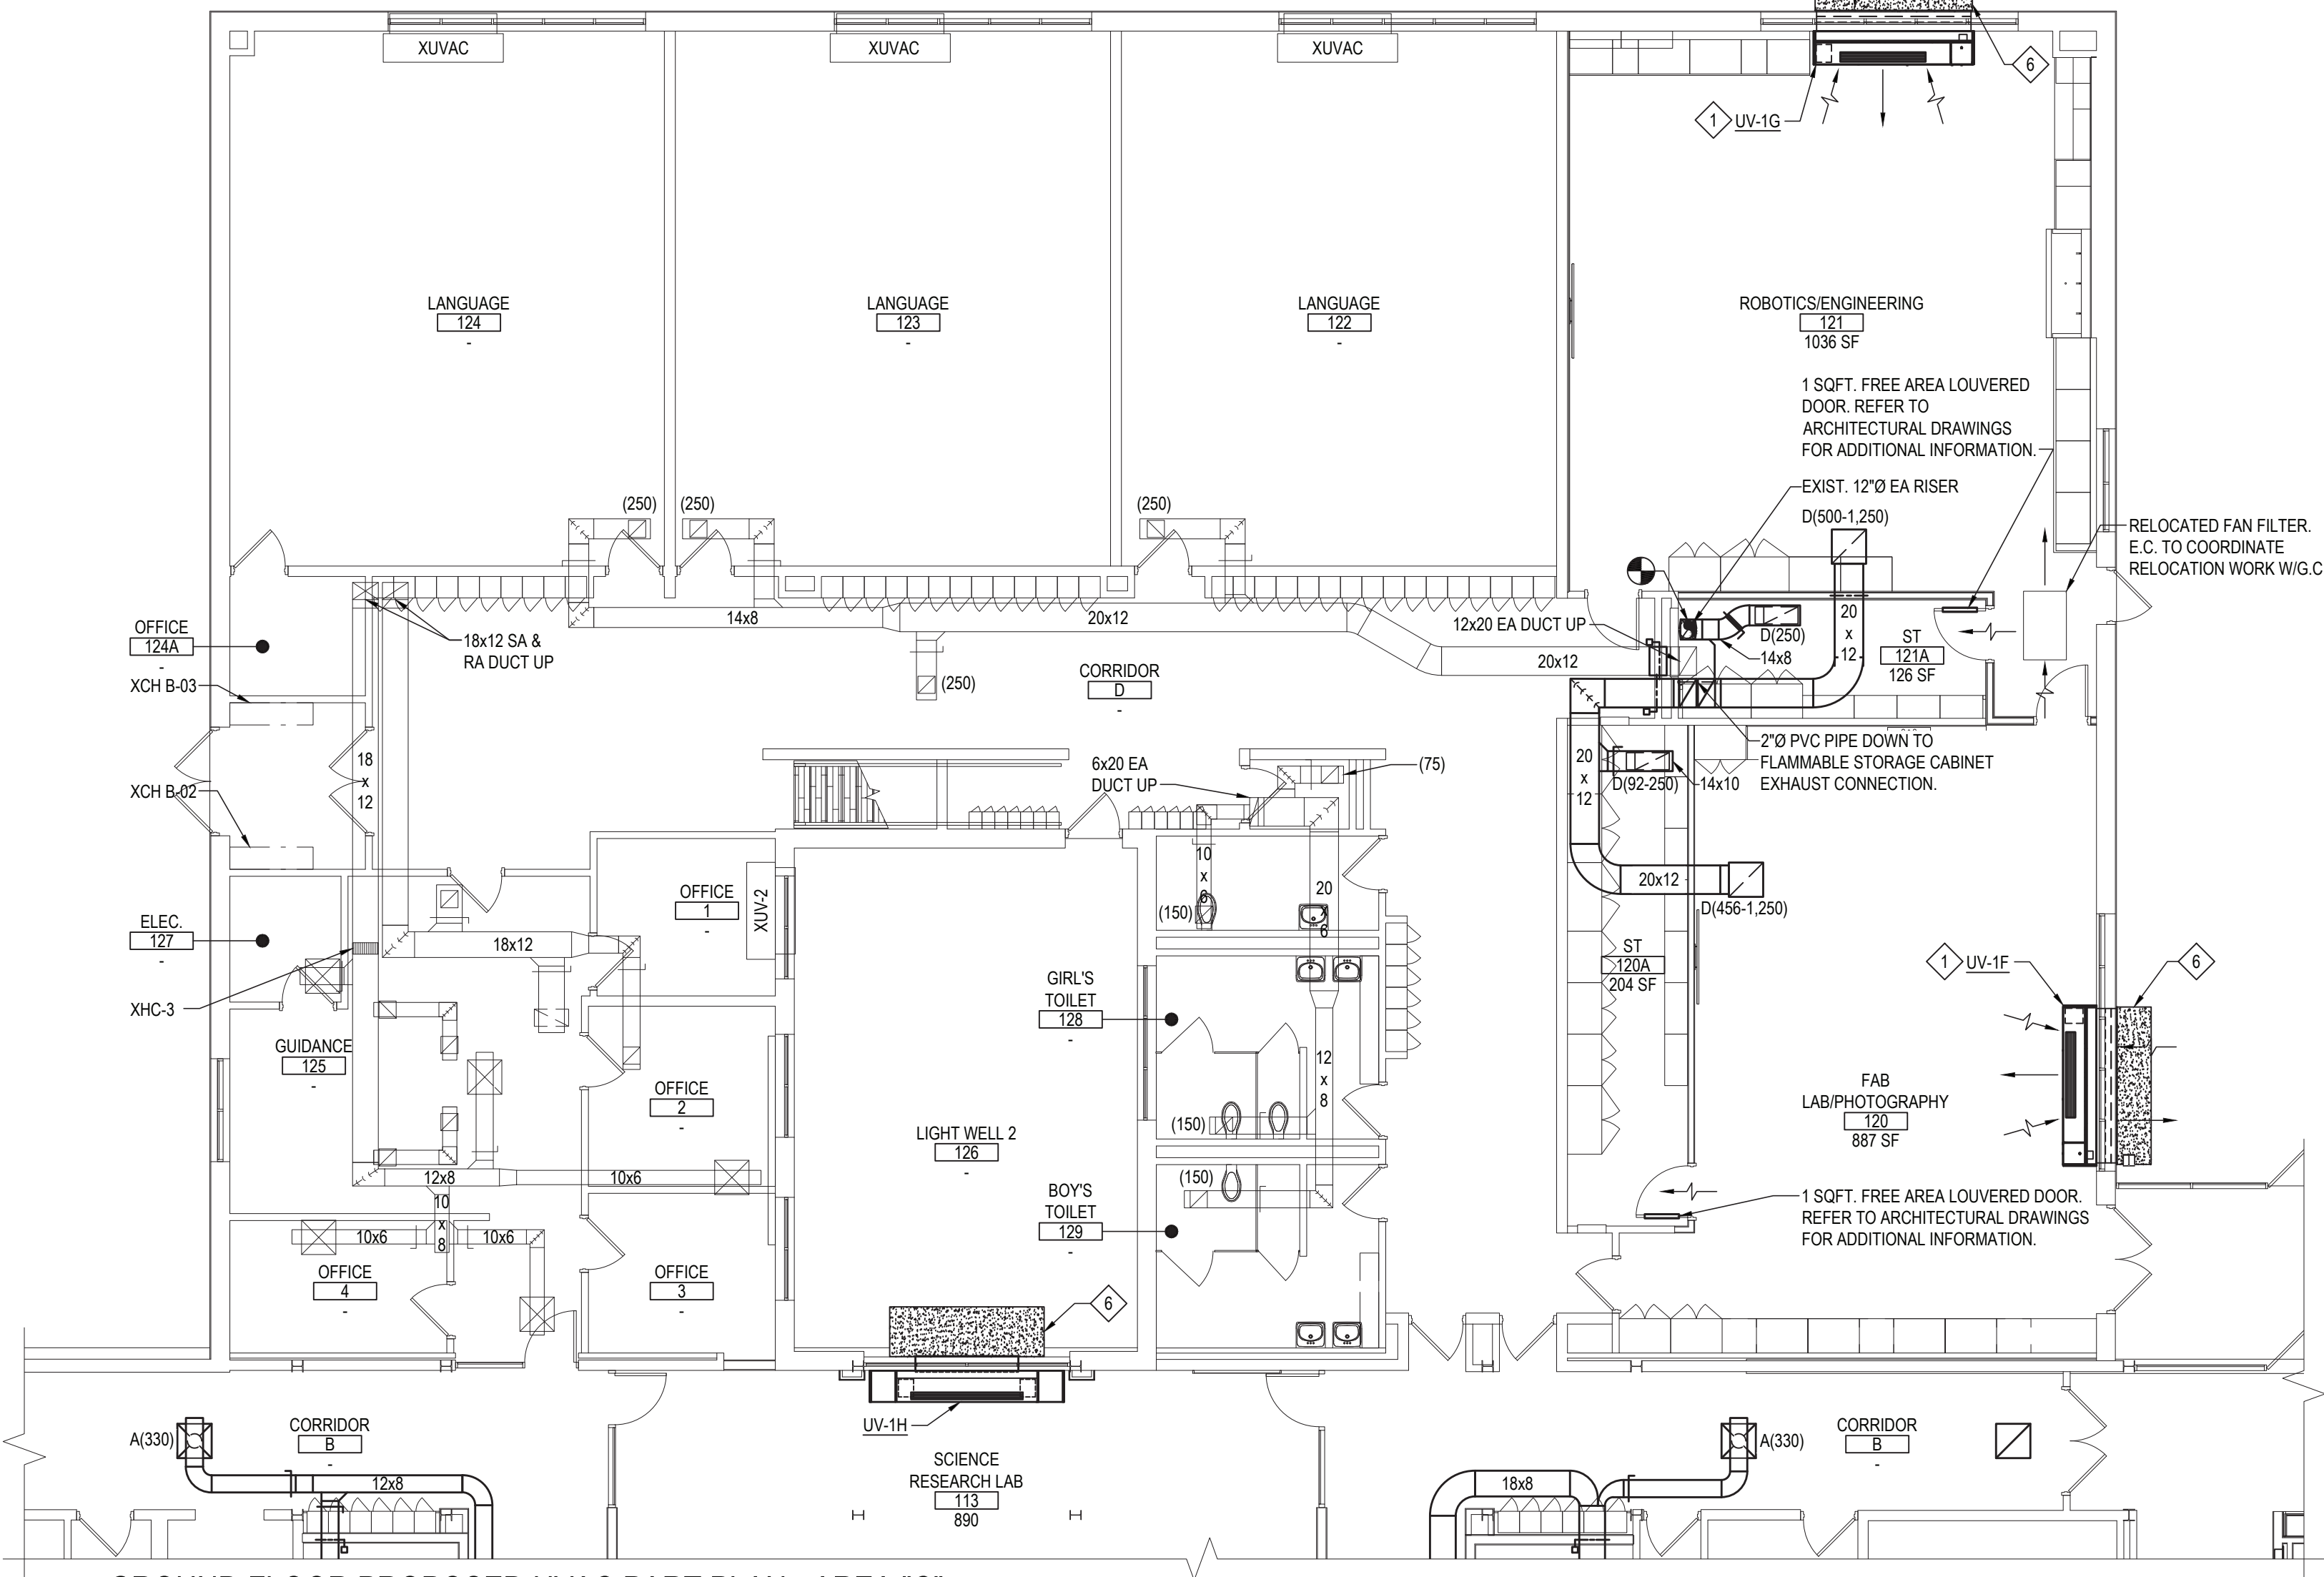 XUVAC
XUVAC
XUVAC
6
1
UV-1G
LANGUAGE
124
-
LANGUAGE
123
-
LANGUAGE
122
-
ROBOTICS/ENGINEERING
121
1036 SF
1 SQFT. FREE AREA LOUVERED
DOOR. REFER TO
ARCHITECTURAL DRAWINGS
FOR ADDITIONAL INFORMATION.
EXIST. 12"Ø EA RISER
D(500-1,250)
RELOCATED FAN FILTER.
E.C. TO COORDINATE
RELOCATION WORK W/G.C
(250)
(250)
(250)
14x8
20x12
12x20 EA DUCT UP
20x12
D(250)
14x8
20
x
12
ST
121A
126 SF
OFFICE
124A
-
18x12 SA &
RA DUCT UP
(250)
CORRIDOR
D
-
XCH B-03
XCH B-02
18
x
12
6x20 EA
DUCT UP
(75)
2"Ø PVC PIPE DOWN TO
FLAMMABLE STORAGE CABINET
EXHAUST CONNECTION.
20
x
12
D(92-250)
14x10
20x12
D(456-1,250)
OFFICE
1
-
XUV-2
10
x
6
(150)
20
x
6
ELEC.
127
-
18x12
XHC-3
ST
120A
204 SF
1
UV-1F
6
GIRL'S
TOILET
128
-
GUIDANCE
125
-
OFFICE
2
-
12
x
8
(150)
LIGHT WELL 2
126
-
FAB
LAB/PHOTOGRAPHY
120
887 SF
12x8
10x6
(150)
BOY'S
TOILET
129
-
1 SQFT. FREE AREA LOUVERED DOOR.
REFER TO ARCHITECTURAL DRAWINGS
FOR ADDITIONAL INFORMATION.
10
x
8
10x6
10x6
OFFICE
4
-
OFFICE
3
-
6
UV-1H
A(330)
CORRIDOR
B
-
12x8
SCIENCE
RESEARCH LAB
113
890
18x8
A(330)
CORRIDOR
B
-